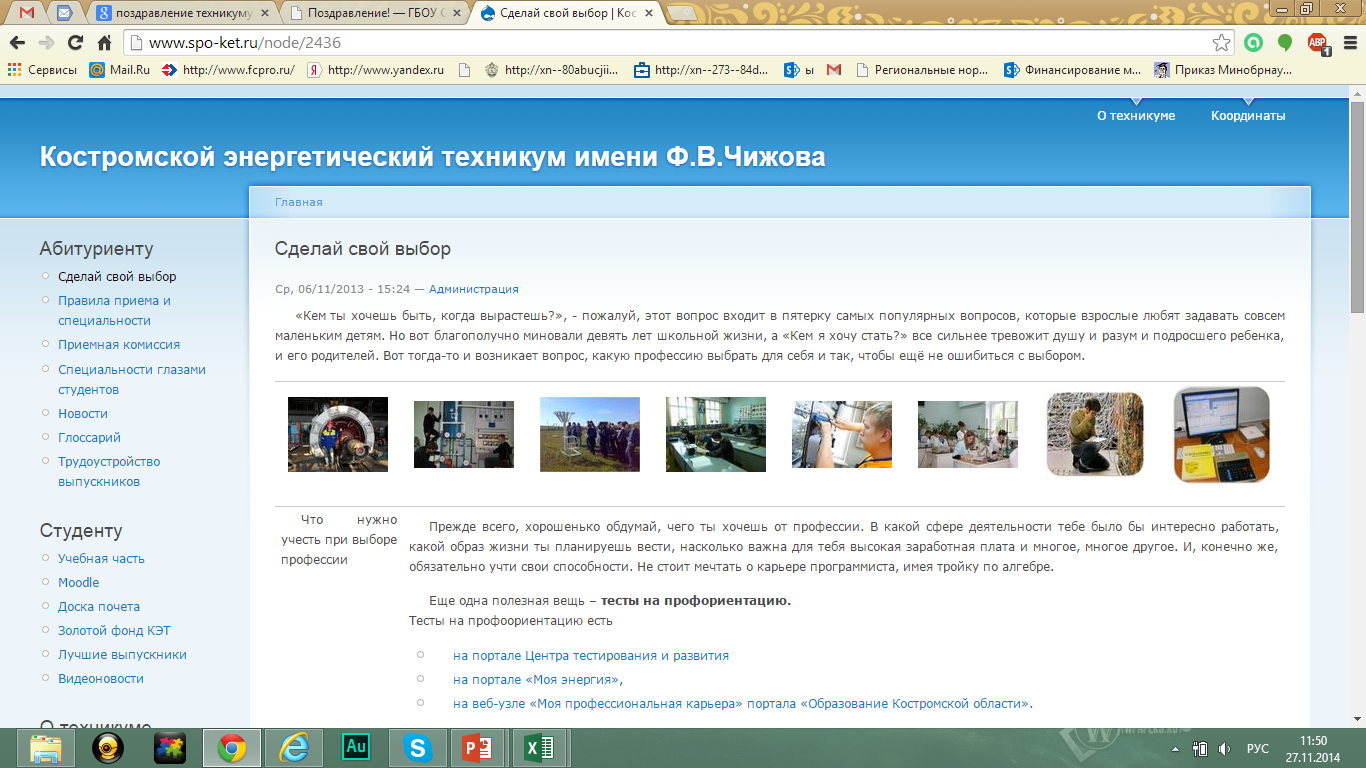 поздравление техникуму
Поздравление! — ГБОУ С
Сделай свой выбор | Кос
www.spo-ket.ru/node/2436
ABP
1
Сервисы
Mail.Ru
http://www.fcpro.ru/
http://www.yandex.ru
http://xn--80abucjii...
http://xn--273--84d...
ы
Региональные нор...
Финансирование м...
Приказ Минобрнау...
О техникуме
Координаты
Костромской энергетический техникум имени Ф.В.Чижова
Главная
Абитуриенту
Сделай свой выбор
Правила приема и
специальности
Приемная комиссия
Специальности глазами
студентов
Новости
Глоссарий
Трудоустройство
выпускников
Студенту
Учебная часть
Moodle
Доска почета
Золотой фонд КЭТ
Лучшие выпускники
Видеоновости
О техникуме
Сделай свой выбор
Ср, 06/11/2013 - 15:24 — Администрация
«Кем ты хочешь быть, когда вырастешь?», - пожалуй, этот вопрос входит в пятерку самых популярных вопросов, которые взрослые любят задавать совсем
маленьким детям. Но вот благополучно миновали девять лет школьной жизни, а «Кем я хочу стать?» все сильнее тревожит душу и разум и подросшего ребенка,
и его родителей. Вот тогда-то и возникает вопрос, какую профессию выбрать для себя и так, чтобы ещё не ошибиться с выбором.
Что нужно
учесть при выборе
профессии
Прежде всего, хорошенько обдумай, чего ты хочешь от профессии. В какой сфере деятельности тебе было бы интересно работать,
какой образ жизни ты планируешь вести, насколько важна для тебя высокая заработная плата и многое, многое другое. И, конечно же,
обязательно учти свои способности. Не стоит мечтать о карьере программиста, имея тройку по алгебре.
Еще одна полезная вещь – тесты на профориентацию.
Тесты на профоориентацию есть
на портале Центра тестирования и развития
на портале «Моя энергия»,
на веб-узле «Моя профессиональная карьера» портала «Образование Костромской области».
Au
РУС
11:50
27.11.2014